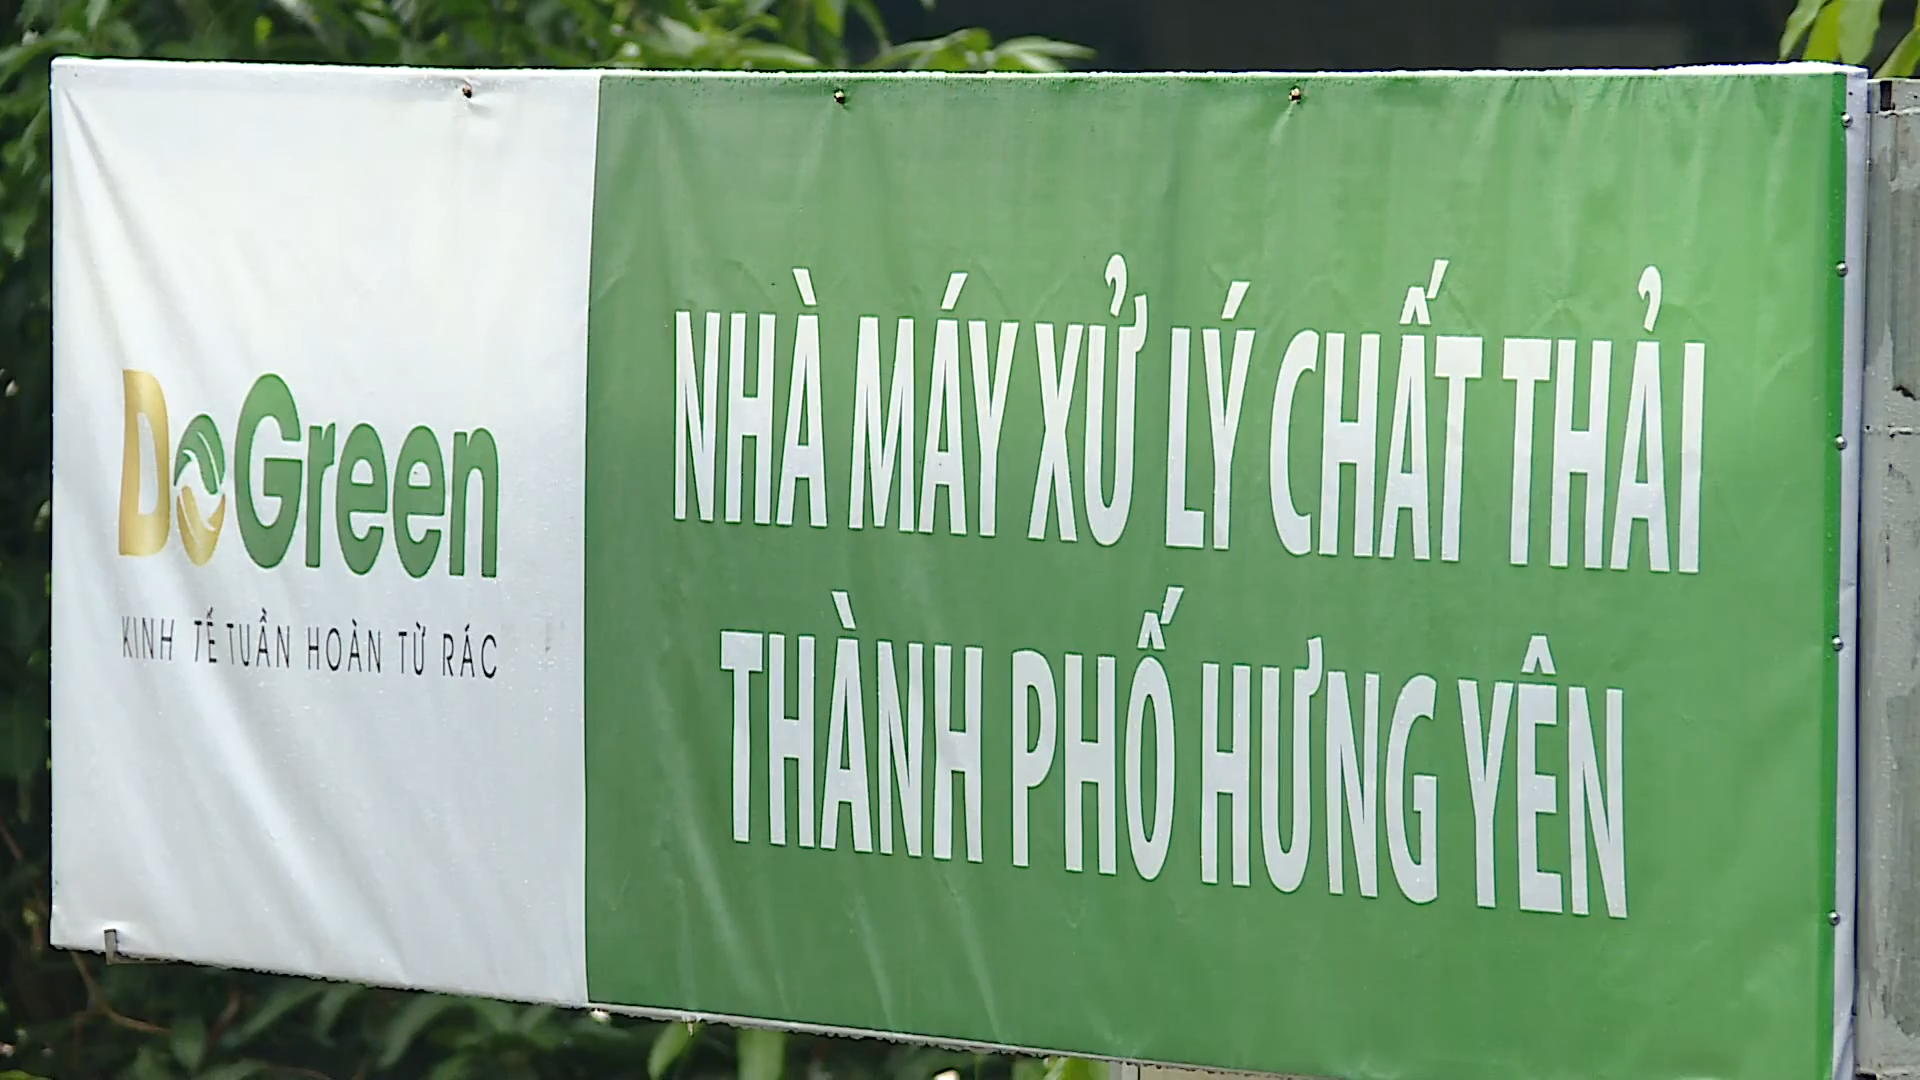 DoGreen
KINH TẾ TUẦN HOÀN TỪ RÁC
NHÀ MÁY XỬ LÝ CHẤT THẢI
THÀNH PHỐ HƯNG YÊN